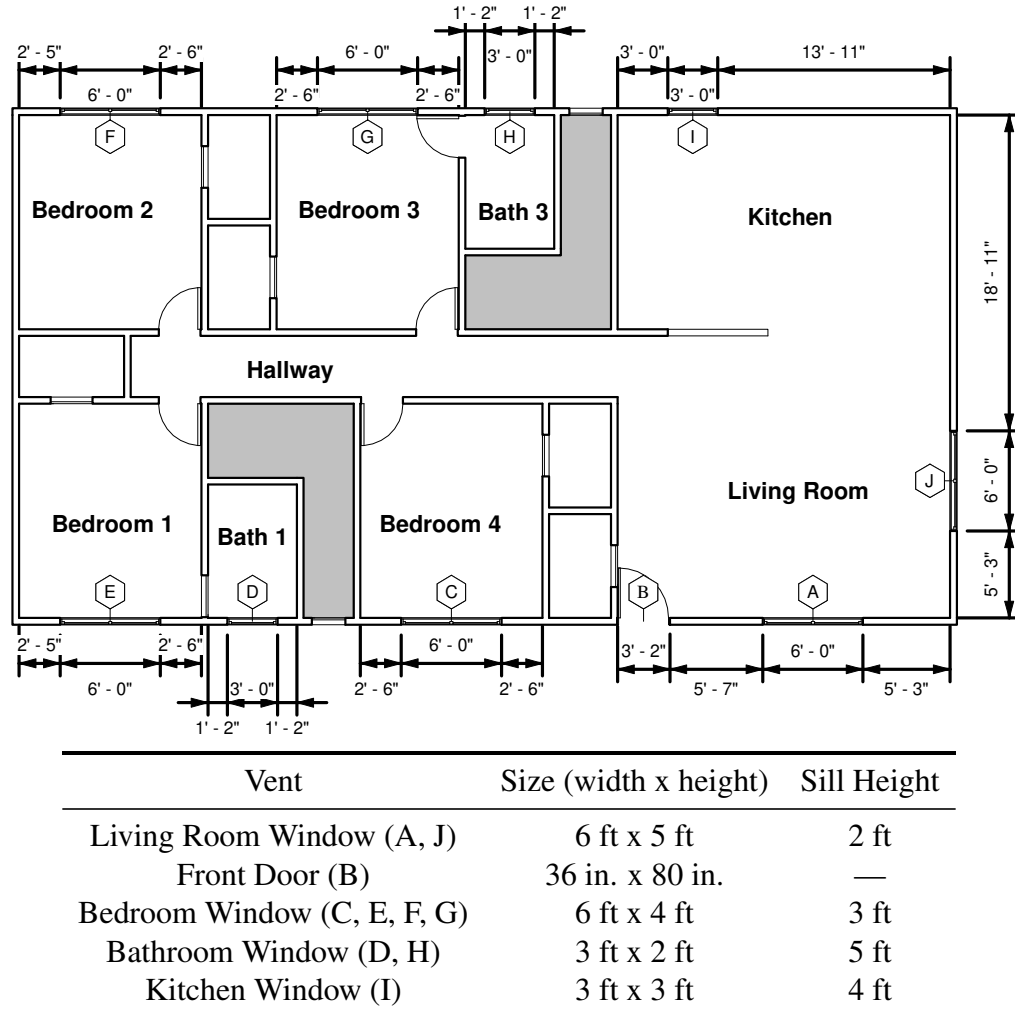 1' - 2" 1' - 2"
2' - 5" 2' - 6" 6' - 0" 3' - 0" 3' - 0" 13' - 11"
6' - 0" 2' - 6" 2' - 6" 3' - 0"
F G H I
Bedroom 2 Bedroom 3 Bath 3 Kitchen
18' - 11"
Hallway
J 6' - 0"
Living Room
Bedroom 1 Bath 1 Bedroom 4
5' - 3"
E D C B A
2' - 5" 2' - 6" 6' - 0" 3' - 2" 6' - 0"
6' - 0" 3' - 0" 2' - 6" 2' - 6" 5' - 7" 5' - 3"
1' - 2" 1' - 2"
Vent Size (width x height) Sill Height
Living Room Window (A, J) 6 ft x 5 ft 2 ft
Front Door (B) 36 in. x 80 in. —
Bedroom Window (C, E, F, G) 6 ft x 4 ft 3 ft
Bathroom Window (D, H) 3 ft x 2 ft 5 ft
Kitchen Window (I) 3 ft x 3 ft 4 ft